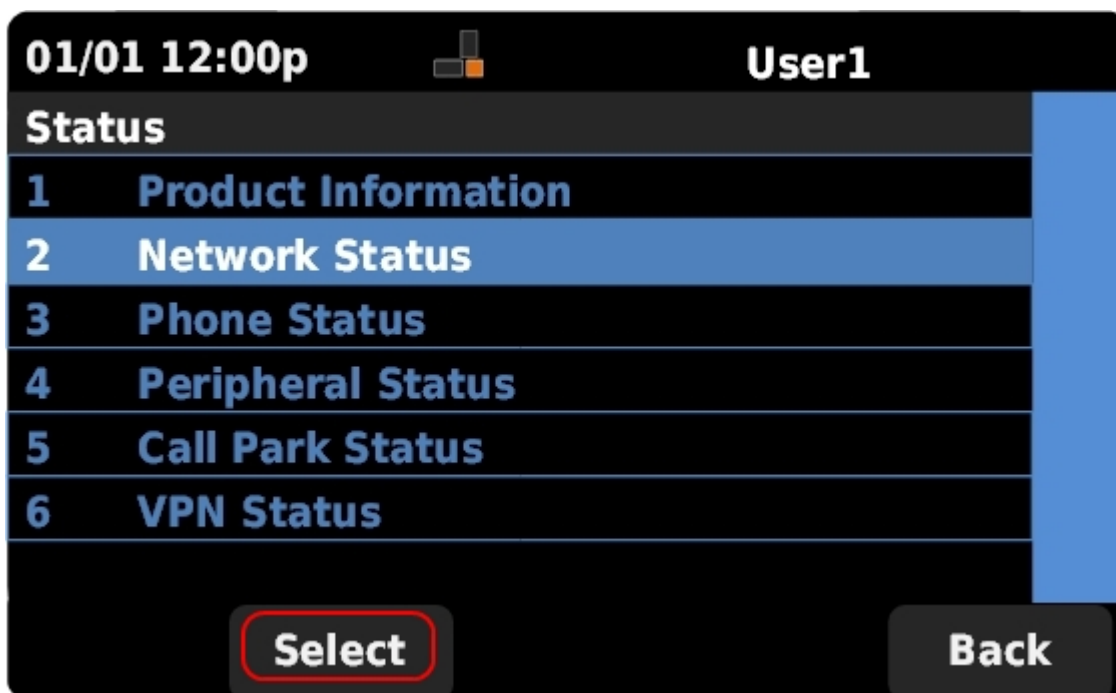 01/01 12:00p User1
Status
1 Product Information
2 Network Status
3 Phone Status
4 Peripheral Status
5 Call Park Status
6 VPN Status
Select Back